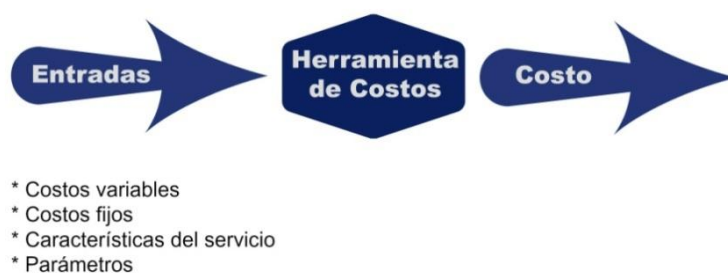 Entradas
Herramienta
de Costos
Costo
* Costos variables
* Costos fijos
* Características del servicio
* Parámetros